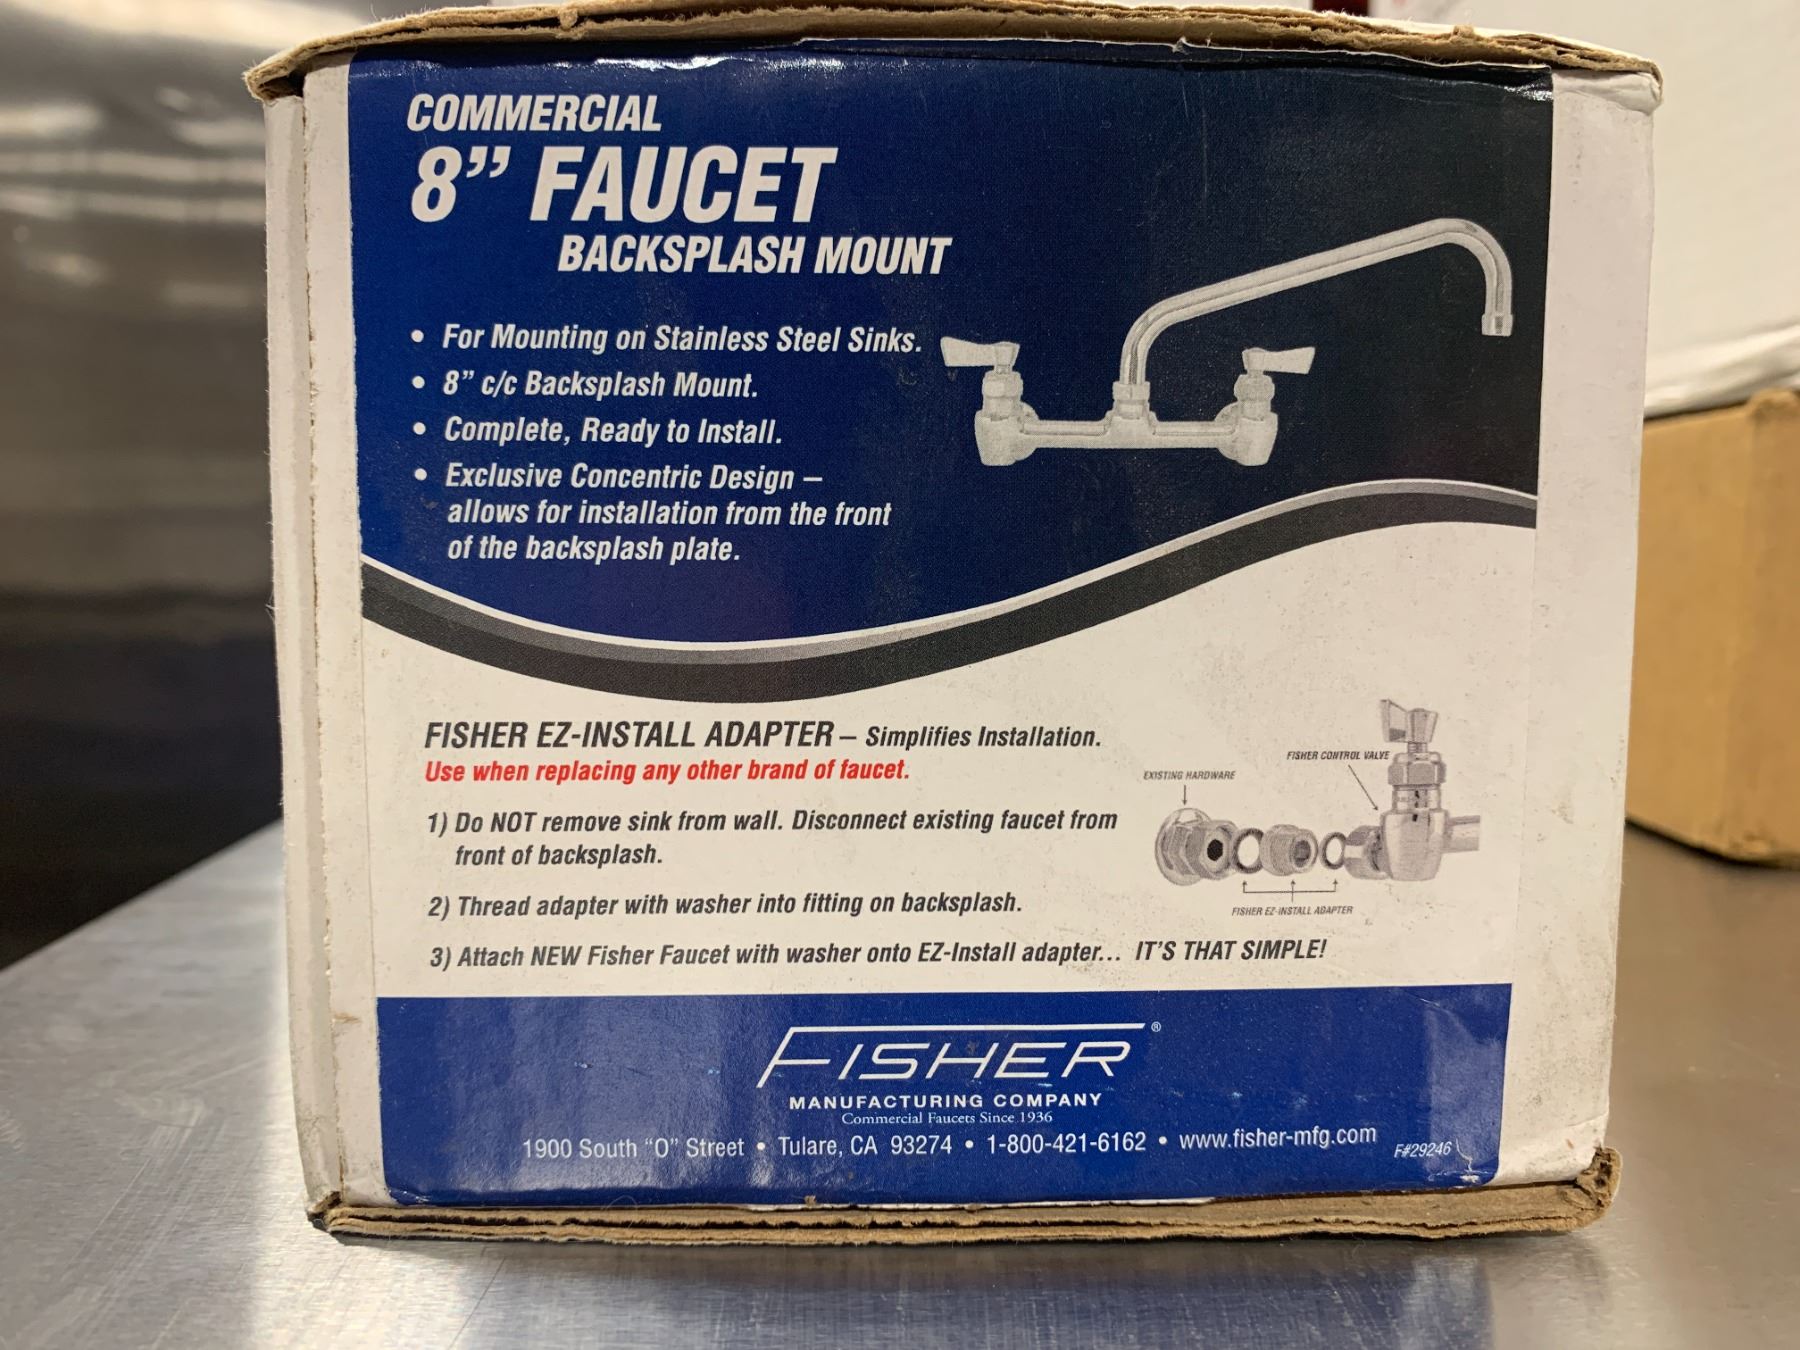 COMMERCIAL
8” FAUCET
BACKSPLASH MOUNT
• For Mounting on Stainless Steel Sinks.
• 8” c/c Backsplash Mount.
• Complete, Ready to Install.
• Exclusive Concentric Design –
allows for installation from the front
of the backsplash plate.
FISHER EZ-INSTALL ADAPTER – Simplifies Installation.
Use when replacing any other brand of faucet.
1) Do NOT remove sink from wall. Disconnect existing faucet from
front of backsplash.
2) Thread adapter with washer into fitting on backsplash.
3) Attach NEW Fisher Faucet with washer onto EZ-Install adapter... IT'S THAT SIMPLE!
EXISTING HARDWARE
FISHER CONTROL VALVE
FISHER EZ-INSTALL ADAPTER
FISHER®
MANUFACTURING COMPANY
Commercial Faucets Since 1936
1900 South “O” Street • Tulare, CA 93274 • 1-800-421-6162 • www.fisher-mfg.com
F#29246